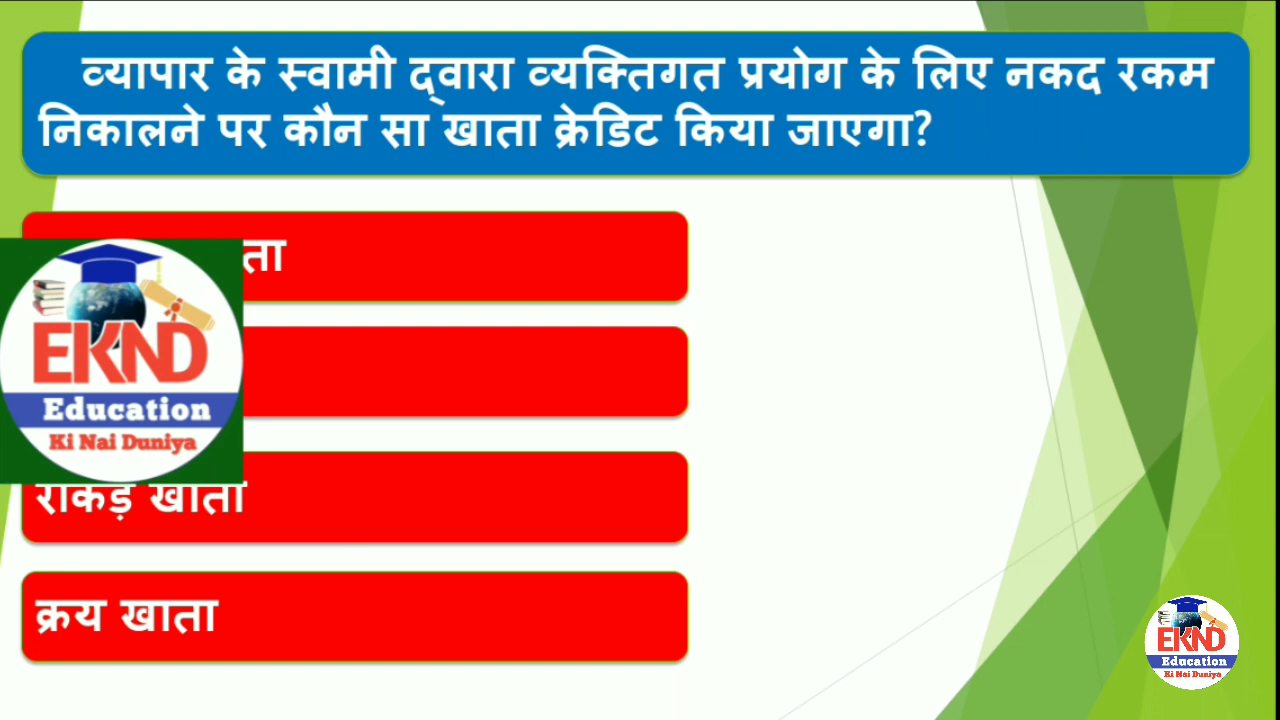 व्यापार के स्वामी द्वारा व्यक्तिगत प्रयोग के लिए नकद रकम
निकालने पर कौन सा खाता क्रेडिट किया जाएगा?
EKND
Education
Ki Nai Duniya
रोकड़ खाता
क्रय खाता
EKND
Education
Ki Nai Duniya